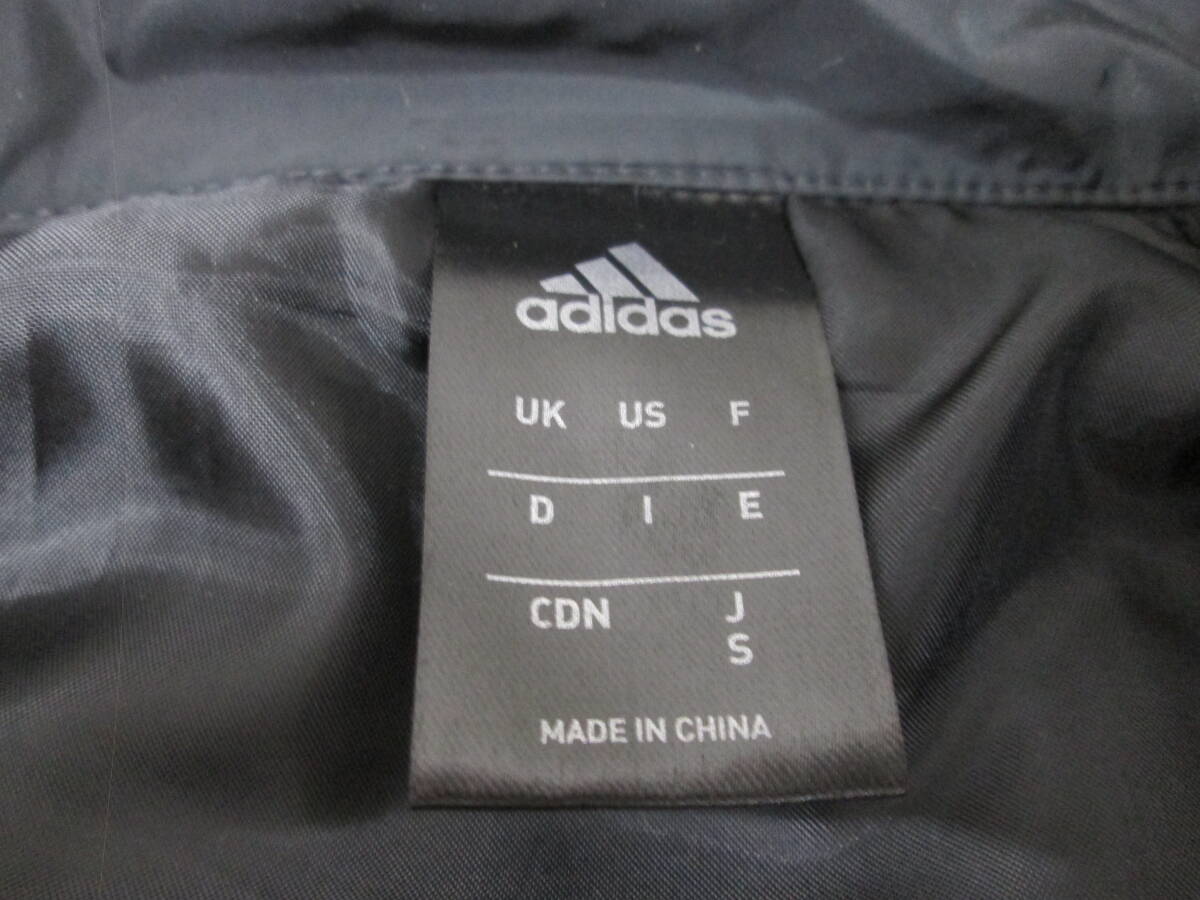 adidas
UK US F
D I E
CDN J
S
MADE IN CHINA